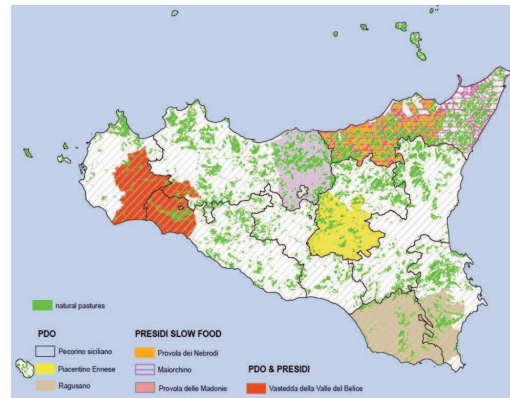 natural pastures
PDO
Pecorino siciliano
Piacentino Ennese
Ragusano
PRESIDI SLOW FOOD
Provola dei Nebrodi
Maiorchino
Provola delle Madonie
PDO & PRESIDI
Vastedda della Valle del Belice